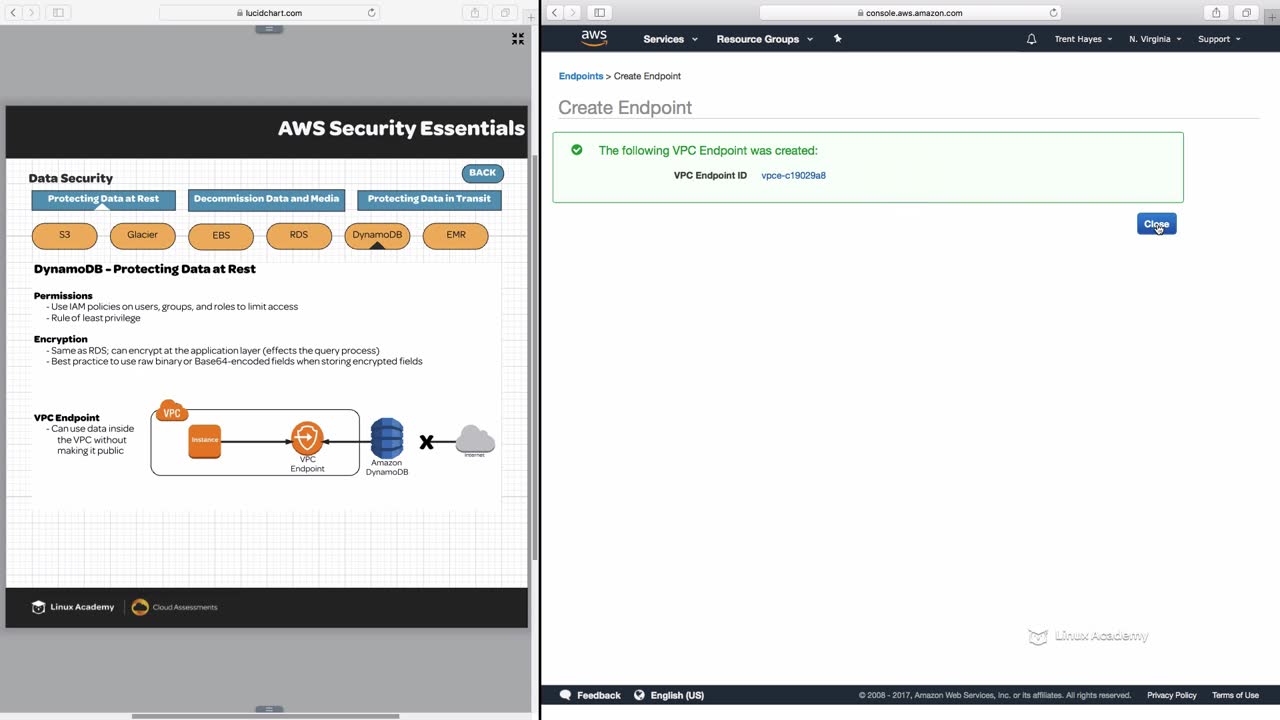 lucidchart.com
AWS Security Essentials
Data Security
BACK
Protecting Data at Rest
Decommission Data and Media
Protecting Data in Transit
S3
Glacier
EBS
RDS
DynamoDB
EMR
DynamoDB - Protecting Data at Rest
Permissions
- Use IAM policies on users, groups, and roles to limit access
- Rule of least privilege
Encryption
- Same as RDS; can encrypt at the application layer (effects the query process)
- Best practice to use raw binary or Base64-encoded fields when storing encrypted fields
VPC Endpoint
- Can use data inside
the VPC without
making it public
VPC
Instance
VPC
Endpoint
Amazon
DynamoDB
X
Internet
Linux Academy
Cloud Assessments
console.aws.amazon.com
aws
Services
Resource Groups
Trent Hayes
N. Virginia
Support
Endpoints > Create Endpoint
Create Endpoint
The following VPC Endpoint was created:
VPC Endpoint ID vpce-c19029a8
Close
Linux Academy
Feedback
English (US)
© 2008 - 2017, Amazon Web Services, Inc. or its affiliates. All rights reserved.
Privacy Policy
Terms of Use